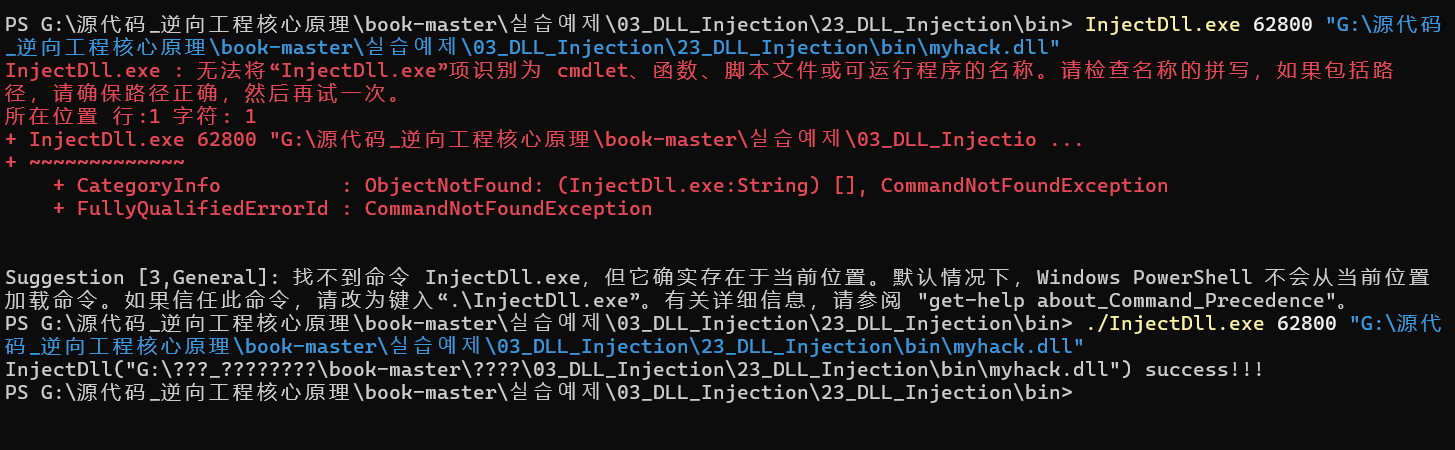 PS G:\源代码_逆向工程核心原理\book-master\실습예제\03_DLL_Injection\23_DLL_Injection\bin> InjectDll.exe 62800 "G:\源代码
_逆向工程核心原理\book-master\실습예제\03_DLL_Injection\23_DLL_Injection\bin\myhack.dll"
InjectDll.exe : 无法将“InjectDll.exe”项识别为 cmdlet、函数、脚本文件或可运行程序的名称。请检查名称的拼写，如果包括路
径，请确保路径正确，然后再试一次。
所在位置 行:1 字符: 1
+ InjectDll.exe 62800 "G:\源代码_逆向工程核心原理\book-master\실습예제\03_DLL_Injectio ...
+ ~~~~~~~~~~~~~
+ CategoryInfo : ObjectNotFound: (InjectDll.exe:String) [], CommandNotFoundException
+ FullyQualifiedErrorId : CommandNotFoundException
Suggestion [3,General]: 找不到命令 InjectDll.exe，但它确实存在于当前位置。默认情况下，Windows PowerShell 不会从当前位置
加载命令。如果信任此命令，请改为键入“.\InjectDll.exe”。有关详细信息，请参阅 "get-help about_Command_Precedence"。
PS G:\源代码_逆向工程核心原理\book-master\실습예제\03_DLL_Injection\23_DLL_Injection\bin> ./InjectDll.exe 62800 "G:\源代
码_逆向工程核心原理\book-master\실습예제\03_DLL_Injection\23_DLL_Injection\bin\myhack.dll"
InjectDll("G:\???_????????\book-master\????\03_DLL_Injection\23_DLL_Injection\bin\myhack.dll") success!!!
PS G:\源代码_逆向工程核心原理\book-master\실습예제\03_DLL_Injection\23_DLL_Injection\bin>